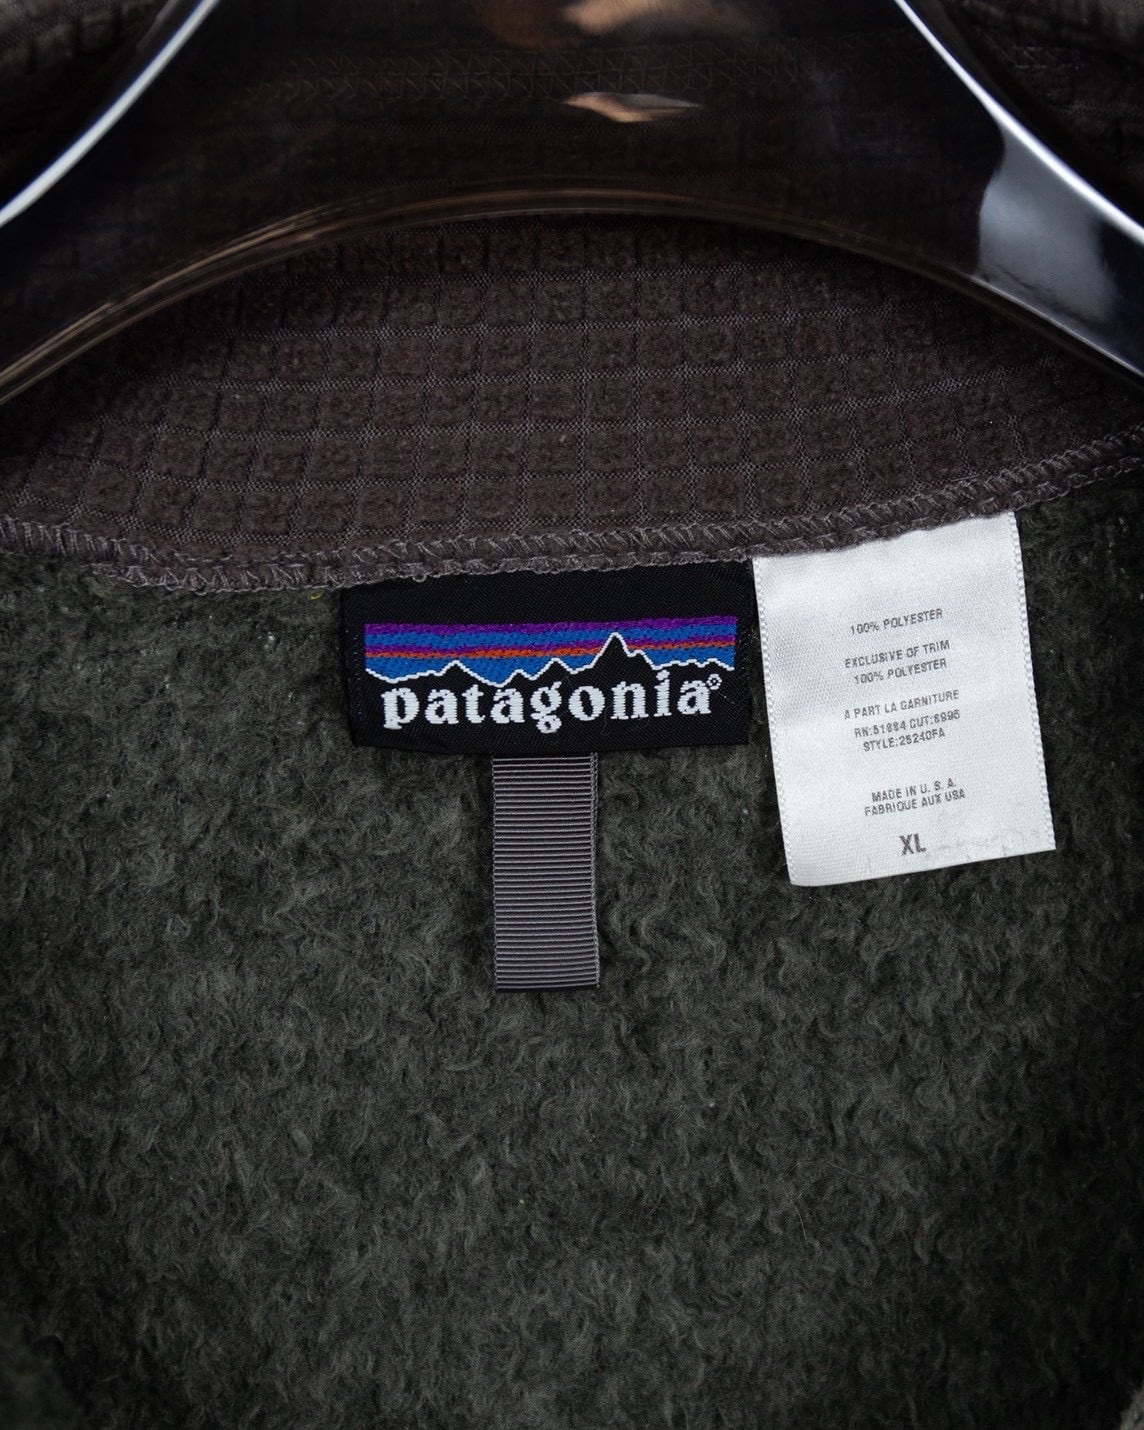 patagonia®
100% POLYESTER
EXCLUSIVE OF TRIM
100% POLYESTER
A PART LA GARNITURE
RN:51884 CUT:8995
STYLE:25240FA
MADE IN U. S. A.
FABRIQUE AUX USA
XL